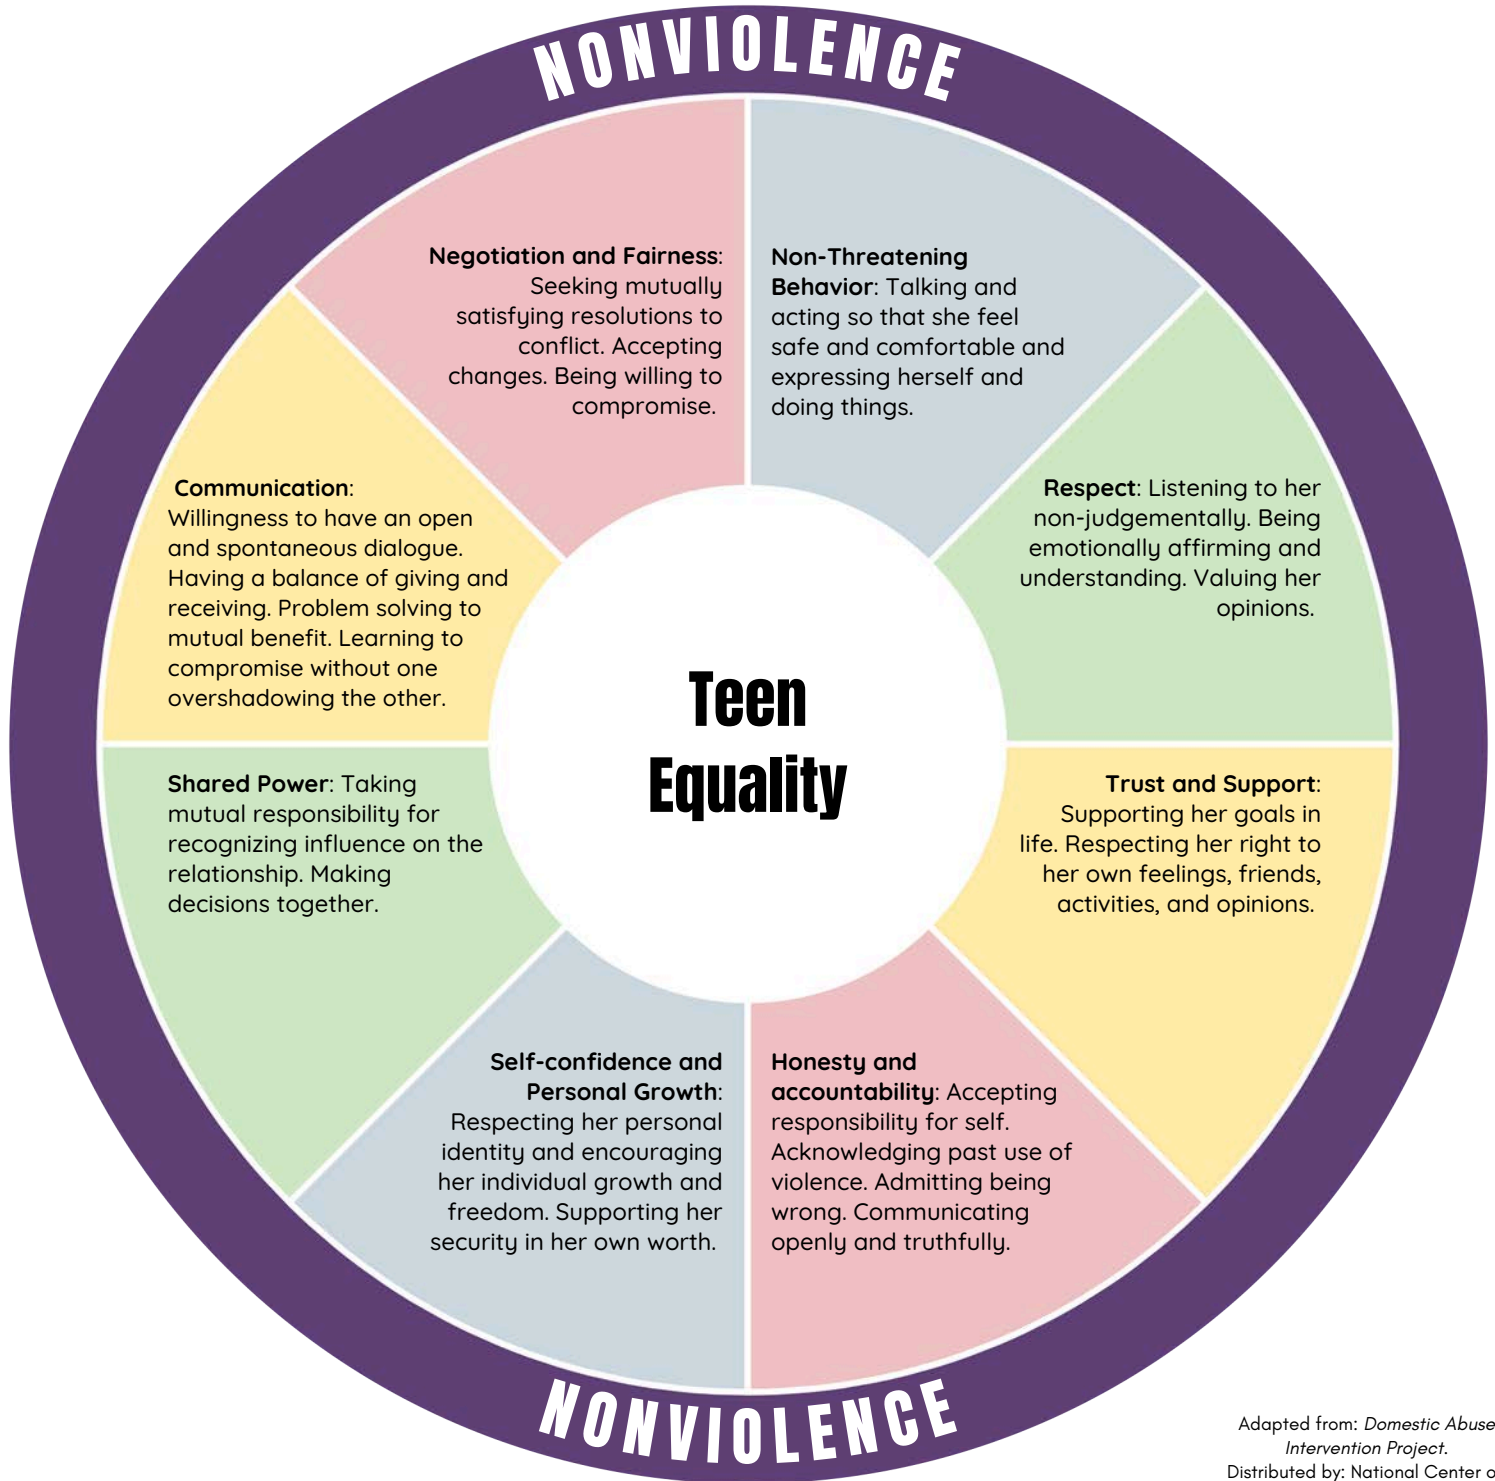 NONVIOLENCE
Negotiation and Fairness:
Seeking mutually
satisfying resolutions to
conflict. Accepting
changes. Being willing to
compromise.
Non-Threatening
Behavior: Talking and
acting so that she feel
safe and comfortable and
expressing herself and
doing things.
Communication:
Willingness to have an open
and spontaneous dialogue.
Having a balance of giving and
receiving. Problem solving to
mutual benefit. Learning to
compromise without one
overshadowing the other.
Respect: Listening to her
non-judgementally. Being
emotionally affirming and
understanding. Valuing her
opinions.
Teen
Equality
Shared Power: Taking
mutual responsibility for
recognizing influence on the
relationship. Making
decisions together.
Trust and Support:
Supporting her goals in
life. Respecting her right to
her own feelings, friends,
activities, and opinions.
Self-confidence and
Personal Growth:
Respecting her personal
identity and encouraging
her individual growth and
freedom. Supporting her
security in her own worth.
Honesty and
accountability: Accepting
responsibility for self.
Acknowledging past use of
violence. Admitting being
wrong. Communicating
openly and truthfully.
NONVIOLENCE
Adapted from: Domestic Abuse
Intervention Project.
Distributed by: National Center